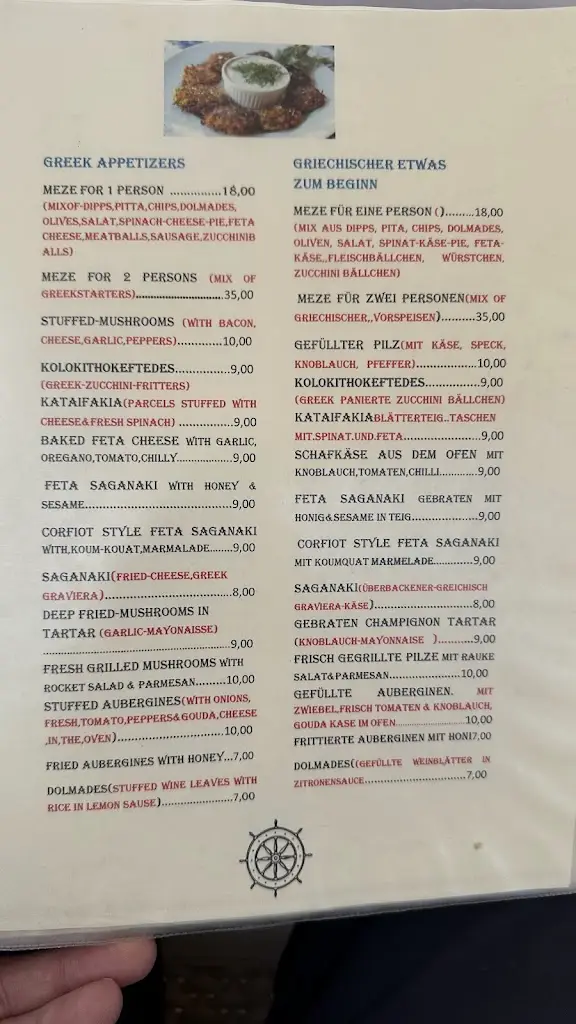 GREEK APPETIZERS
MEZE FOR 1 PERSON ..............18,00
(MIXOF-DIPPS,PITTA,CHIPS,DOLMADES,
OLIVES,SALAT,SPINACH-CHEESE-PIE,FETA
CHEESE,MEATBALLS,SAUSAGE,ZUCCHINIB
ALLS)
MEZE FOR 2 PERSONS (MIX OF
GREEKSTARTERS)........................35,00
STUFFED-MUSHROOMS (WITH BACON,
CHEESE,GARLIC,PEPPERS).............10,00
KOLOKITHOKEFTEDES..................9,00
(GREEK-ZUCCHINI-FRITTERS)
KATAIFAKIA(PARCELS STUFFED WITH
CHEESE&FRESH SPINACH) ..................9,00
BAKED FETA CHEESE WITH GARLIC,
OREGANO,TOMATO,CHILLY...................9,00
FETA SAGANAKI WITH HONEY &
SESAME................................9,00
CORFIOT STYLE FETA SAGANAKI
WITH,KOUM-KOUAT,MARMALADE.......9,00
SAGANAKI(FRIED-CHEESE,GREEK
GRAVIERA)...........................8,00
DEEP FRIED-MUSHROOMS IN
TARTAR (GARLIC-MAYONAISSE)
................................................9,00
FRESH GRILLED MUSHROOMS WITH
ROCKET SALAD & PARMESAN.........10,00
STUFFED AUBERGINES(WITH ONIONS,
FRESH,TOMATO,PEPPERS&GOUDA,CHEESE
,IN,THE,OVEN).........................10,00
FRIED AUBERGINES WITH HONEY...7,00
DOLMADES(STUFFED WINE LEAVES WITH
RICE IN LEMON SAUSE).....................7,00
GRIECHISCHER ETWAS
ZUM BEGINN
MEZE FÜR EINE PERSON ().........18,00
(MIX AUS DIPPS, PITA, CHIPS, DOLMADES,
OLIVEN, SALAT, SPINAT-KÄSE-PIE, FETA-
KÄSE,,FLEISCHBÄLLCHEN, WÜRSTCHEN,
ZUCCHINI BÄLLCHEN)
MEZE FÜR ZWEI PERSONEN(MIX OF
GRIECHISCHER,,VORSPEISEN)..........35,00
GEFÜLLTER PILZ(MIT KÄSE, SPECK,
KNOBLAUCH, PFEFFER)..................10,00
KOLOKITHOKEFTEDES...............9,00
(GREEK PANIERTE ZUCCHINI BÄLLCHEN)
KATAIFAKIABLÄTTERTEIG..TASCHEN
MIT.SPINAT.UND.FETA.......................9,00
SCHAFKÄSE AUS DEM OFEN MIT
KNOBLAUCH,TOMATEN,CHILLI............9,00
FETA SAGANAKI GEBRATEN MIT
HONIG&SESAME IN TEIG..................9,00
CORFIOT STYLE FETA SAGANAKI
MIT KOUMQUAT MARMELADE............9,00
SAGANAKI(ÜBERBACKENER-GREICHISCH
GRAVIERA-KÄSE)...........................8,00
GEBRATEN CHAMPIGNON TARTAR
(KNOBLAUCH-MAYONNAISE )..........9,00
FRISCH GEGRILLTE PILZE MIT RAUKE
SALAT&PARMESAN....................10,00
GEFÜLLTE AUBERGINEN. MIT
ZWIEBEL,FRISCH TOMATEN & KNOBLAUCH,
GOUDA KASE IM OFEN.....................10,00
FRITTIERTE AUBERGINEN MIT HONI7,00
DOLMADES((GEFÜLLTE WEINBLÄTTER IN
ZITRONENSAUCE.............................7,00